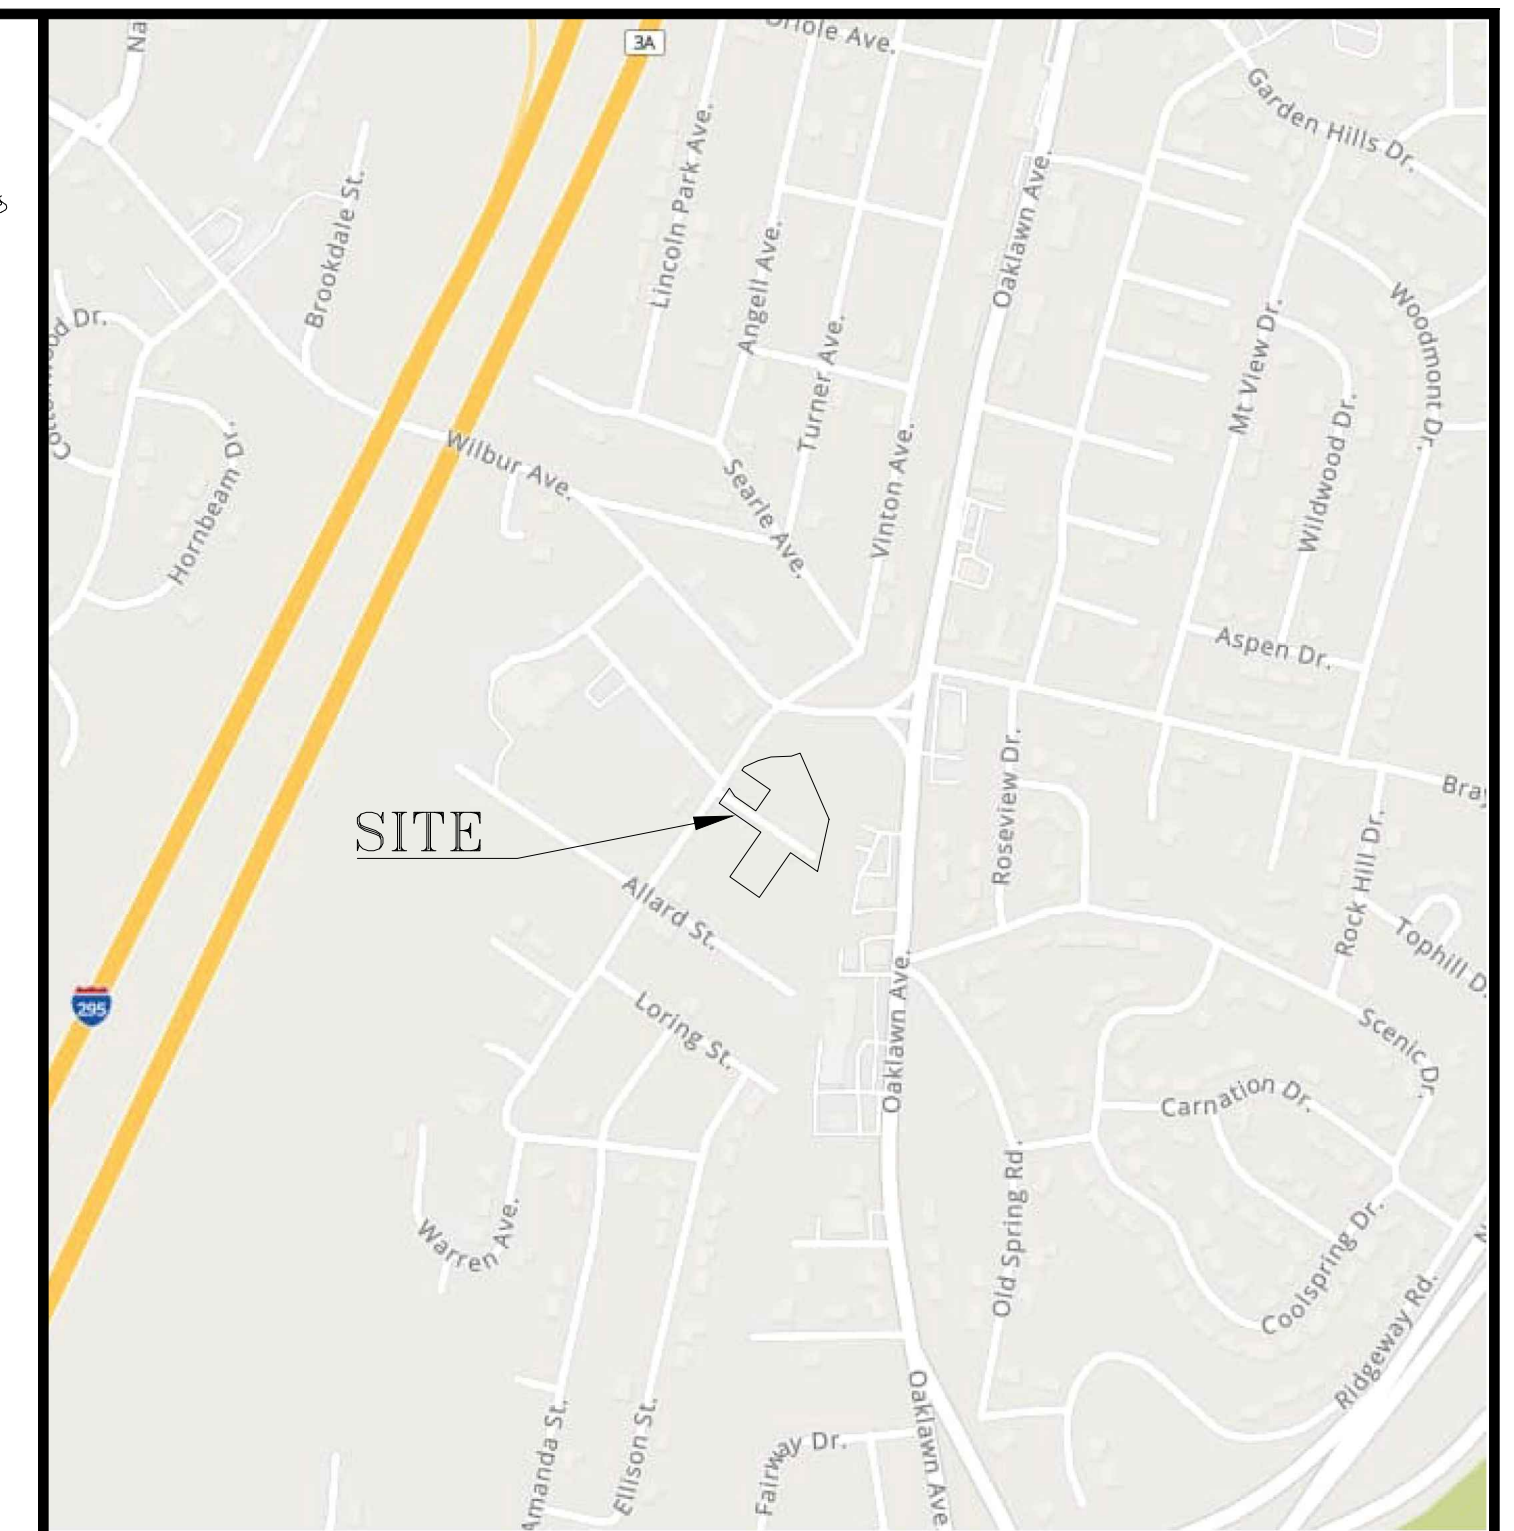 Na
3A
Oriole Ave.
Garden Hills Dr.
Lincoln Park Ave.
Oaklawn Ave.
Brookdale St.
Angell Ave.
Woodmont Dr.
Mt View Dr.
Turner Ave.
Wildwood Dr.
Hornbeam Dr.
Wilbur Ave.
Vinton Ave.
Searle Ave.
Aspen Dr.
Roseview Dr.
Bra
SITE
Rock Hill Dr.
Allard St.
Tophill D.
295
Oaklawn Ave.
Loring St.
Scenic Dr.
Carnation Dr.
Warren Ave.
Old Spring Rd.
Coolspring Dr.
Ridgeway Rd.
Amanda St.
Ellison St.
Fairway Dr.
Oaklawn Ave